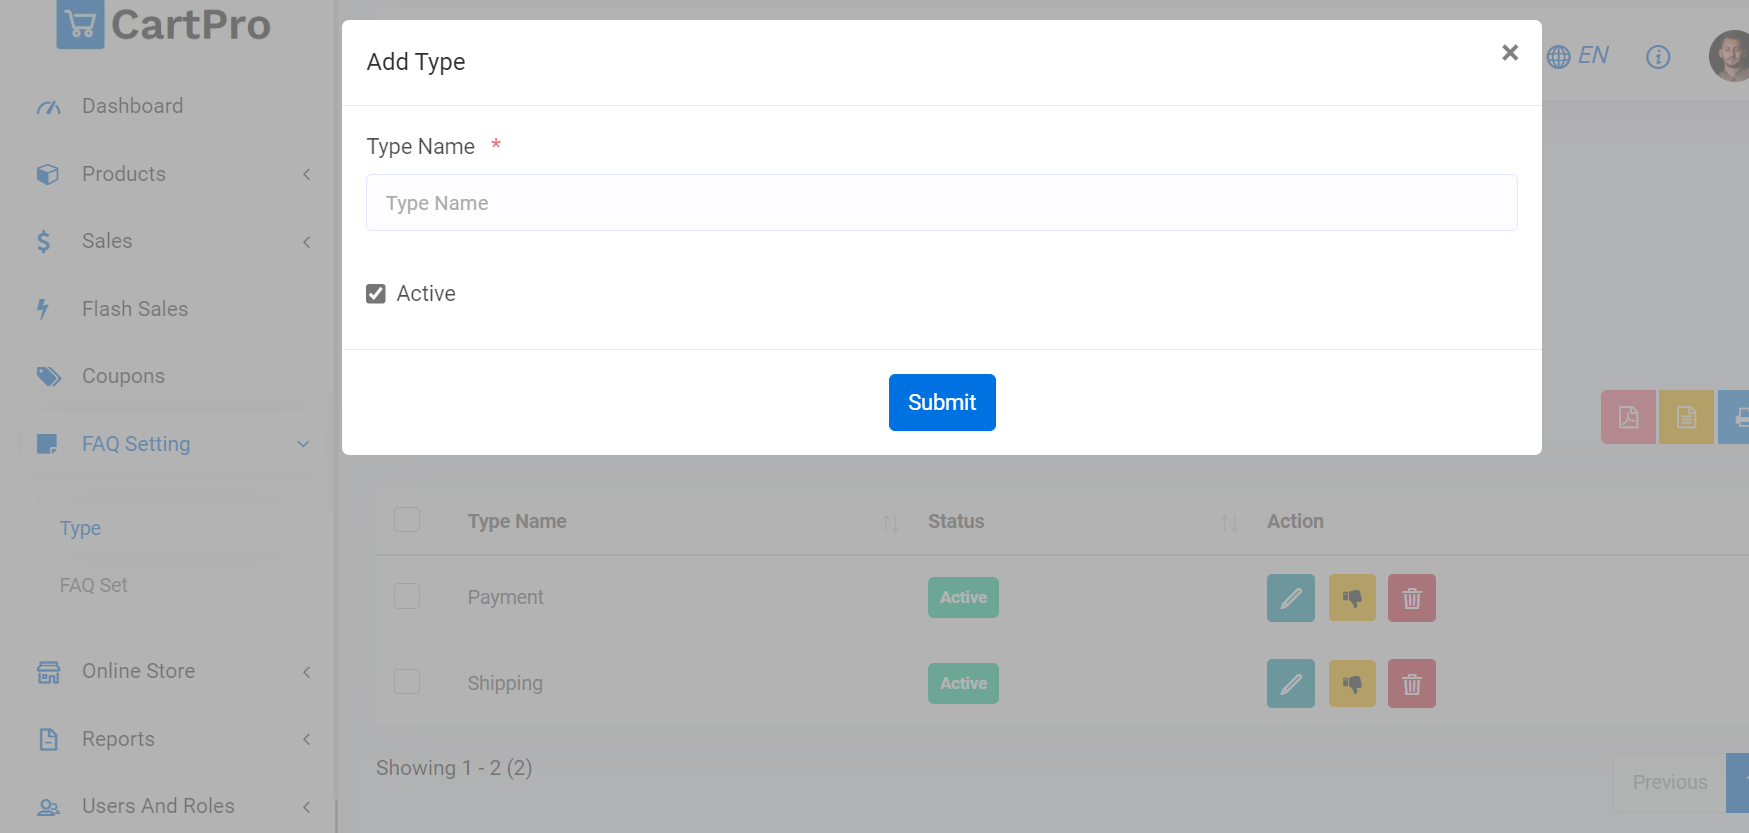 CartPro
Dashboard
Products
Sales
Flash Sales
Coupons
FAQ Setting
Type
FAQ Set
Online Store
Reports
Users And Roles
Add Type
×
Type Name *
Type Name
Active
Submit
EN
Type Name Status Action
Payment Active
Shipping Active
Showing 1 - 2 (2)
Previous